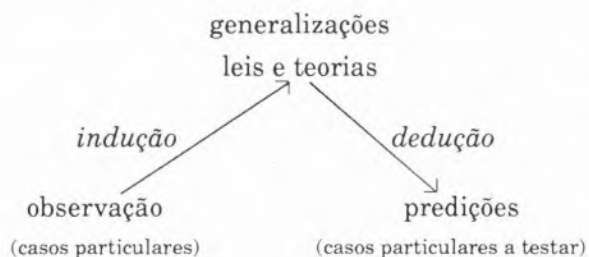 generalizações
leis e teorias
indução
dedução
observação
predições
(casos particulares)
(casos particulares a testar)